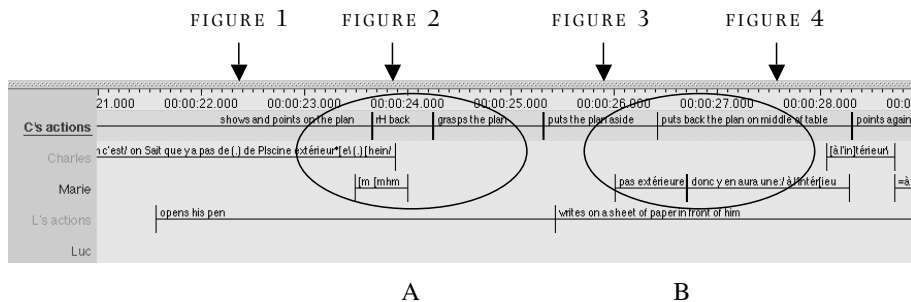 FIGURE 1 FIGURE 2 FIGURE 3 FIGURE 4
21.000 00:00:22.000 00:00:23.000 00:00:24.000 00:00:25.000 00:00:26.000 00:00:27.000 00:00:28.000 00:0
C's actions shows and points on the plan rH back grasps the plan puts the plan aside puts back the plan on middle of table points again
Charles n c'est/ on Sait que y a pas de (.) de PIscine extérieur*[e\ (.) [hein/ [à l'in]térieur\
Marie [m [mhm pas extérieure donc y en aura une:/ à l'intér[ieu =à
L's actions opens his pen writes on a sheet of paper in front of him
Luc
A B